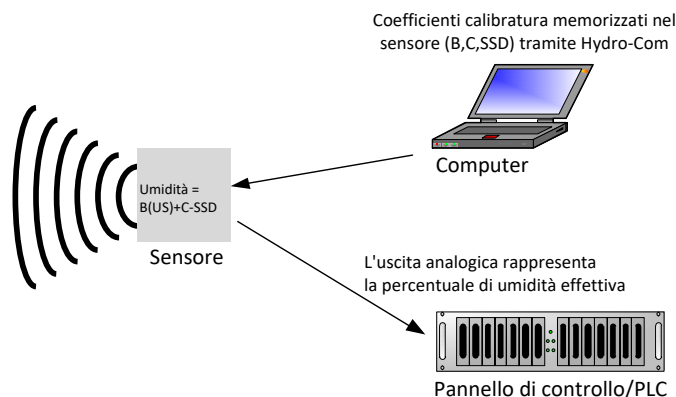 Coefficienti calibratura memorizzati nel
sensore (B,C,SSD) tramite Hydro-Com
Computer
Umidità =
B(US)+C-SSD
Sensore
L'uscita analogica rappresenta
la percentuale di umidità effettiva
Pannello di controllo/PLC